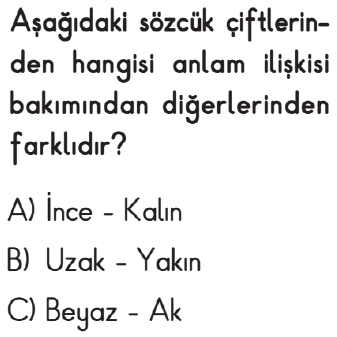 Aşağıdaki sözcük çiftlerin-
den hangisi anlam ilişkisi
bakımından diğerlerinden
farklıdır?
A) İnce - Kalın
B) Uzak - Yakın
C) Beyaz - Ak